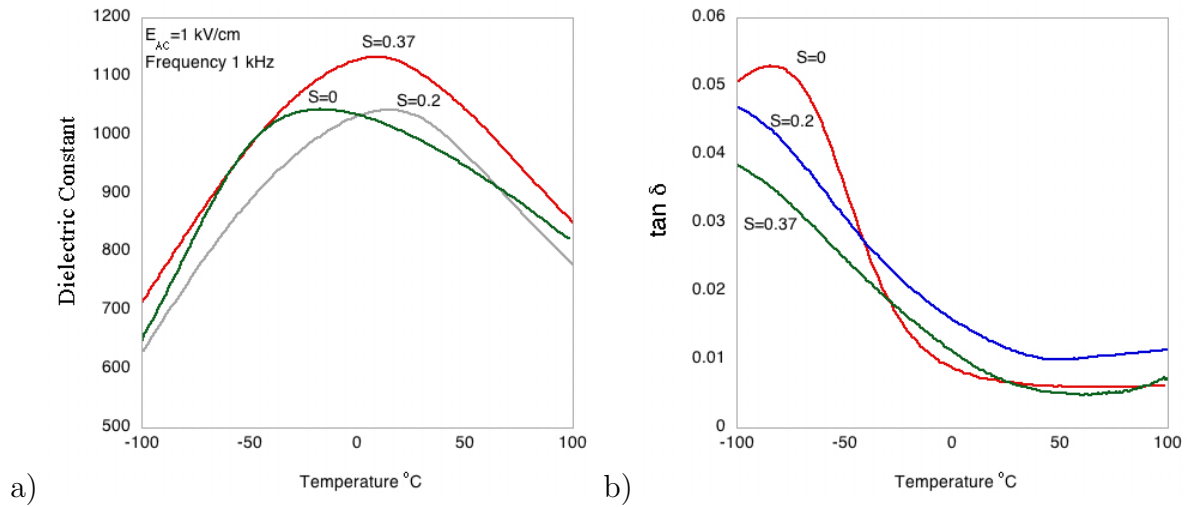 1200
1100
1000
900
800
700
600
500
Dielectric Constant
E_AC=1 kV/cm
Frequency 1 kHz
S=0.37
S=0
S=0.2
-100
-50
0
50
100
Temperature °C
a)
0.06
0.05
0.04
0.03
0.02
0.01
0
tan δ
S=0
S=0.2
S=0.37
-100
-50
0
50
100
Temperature °C
b)